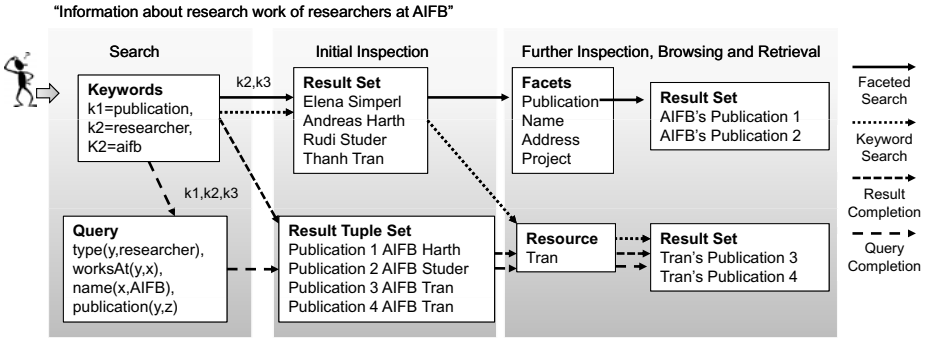 “Information about research work of researchers at AIFB”
Search
Initial Inspection
Further Inspection, Browsing and Retrieval
Keywords
k1=publication,
k2=researcher,
K2=aifb
k2,k3
Result Set
Elena Simperl
Andreas Harth
Rudi Studer
Thanh Tran
Facets
Publication
Name
Address
Project
Result Set
AIFB’s Publication 1
AIFB’s Publication 2
k1,k2,k3
Query
type(y,researcher),
worksAt(y,x),
name(x,AIFB),
publication(y,z)
Result Tuple Set
Publication 1 AIFB Harth
Publication 2 AIFB Studer
Publication 3 AIFB Tran
Publication 4 AIFB Tran
Resource
Tran
Result Set
Tran’s Publication 3
Tran’s Publication 4
Faceted
Search
Keyword
Search
Result
Completion
Query
Completion